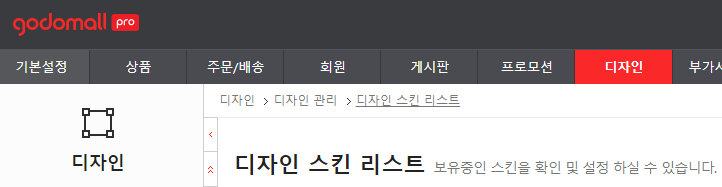 godomall pro
기본설정 상품 주문/배송 회원 게시판 프로모션 디자인 부가서
디자인 > 디자인 관리 > 디자인 스킨 리스트
디자인
디자인 스킨 리스트 보유중인 스킨을 확인 및 설정 하실 수 있습니다.